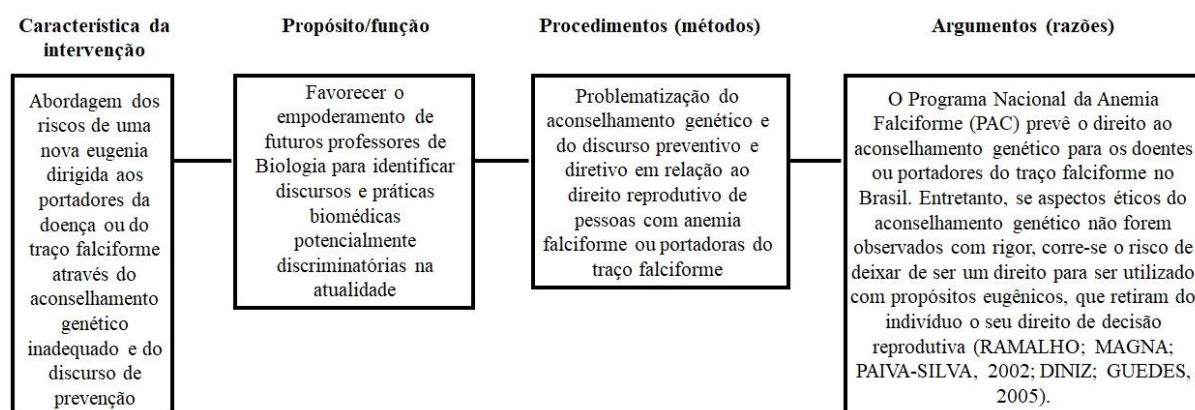 Característica da
intervenção
Propósito/função
Procedimentos (métodos)
Argumentos (razões)
Abordagem dos
riscos de uma
nova eugenia
dirigida aos
portadores da
doença ou do
traço falciforme
através do
aconselhamento
genético
inadequado e do
discurso de
prevenção
Favorecer o
empoderamento de
futuros professores de
Biologia para identificar
discursos e práticas
biomédicas
potencialmente
discriminatórias na
atualidade
Problematização do
aconselhamento genético e
do discurso preventivo e
diretivo em relação ao
direito reprodutivo de
pessoas com anemia
falciforme ou portadoras do
traço falciforme
O Programa Nacional da Anemia
Falciforme (PAC) prevê o direito ao
aconselhamento genético para os doentes
ou portadores do traço falciforme no
Brasil. Entretanto, se aspectos éticos do
aconselhamento genético não forem
observados com rigor, corre-se o risco de
deixar de ser um direito para ser utilizado
com propósitos eugênicos, que retiram do
indivíduo o seu direito de decisão
reprodutiva (RAMALHO; MAGNA;
PAIVA-SILVA, 2002; DINIZ; GUEDES,
2005).